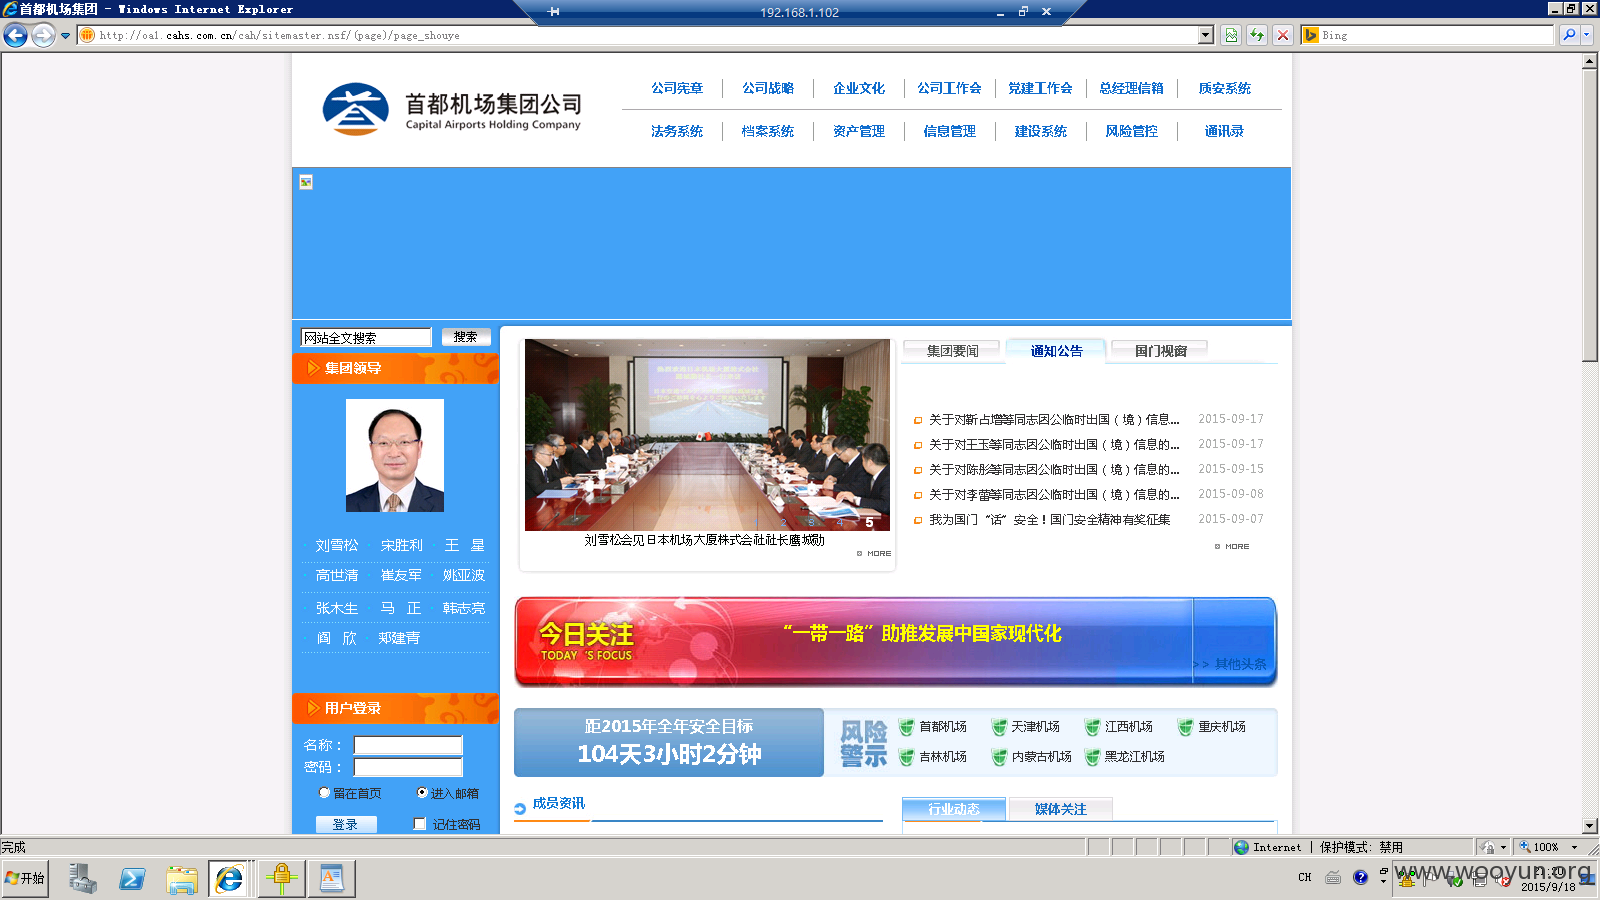 首都机场集团 - Windows Internet Explorer
192.168.1.102
http://oa1.cahs.com.cn/cah/sitemaster.nsf/(page)/page_shouye
Bing
首都机场集团公司
Capital Airports Holding Company
公司宪章 公司战略 企业文化 公司工作会 党建工作会 总经理信箱 质安系统
法务系统 档案系统 资产管理 信息管理 建设系统 风险管控 通讯录
网站全文搜索 搜索
集团领导
刘雪松 宋胜利 王 星
高世清 崔友军 姚亚波
张木生 马 正 韩志亮
阎 欣 郏建青
用户登录
名称：
密码：
留在首页 进入邮箱
登录 记住密码
1 2 3 4 5
刘雪松会见日本机场大厦株式会社社长鹰城勋
MORE
集团要闻 通知公告 国门视窗
关于对靳占增等同志因公临时出国（境）信息... 2015-09-17
关于对王玉等同志因公临时出国（境）信息的... 2015-09-17
关于对陈彤等同志因公临时出国（境）信息的... 2015-09-15
关于对李蕾等同志因公临时出国（境）信息的... 2015-09-08
我为国门“话”安全！国门安全精神有奖征集 2015-09-07
MORE
今日关注
TODAY 'S FOCUS
“一带一路”助推发展中国家现代化
>> 其他头条
距2015年全年安全目标
104天3小时2分钟
风险
警示
首都机场 天津机场 江西机场 重庆机场
吉林机场 内蒙古机场 黑龙江机场
成员资讯
行业动态 媒体关注
完成
Internet | 保护模式: 禁用
100%
开始
CH
21:20
2015/9/18
www.wooyun.org